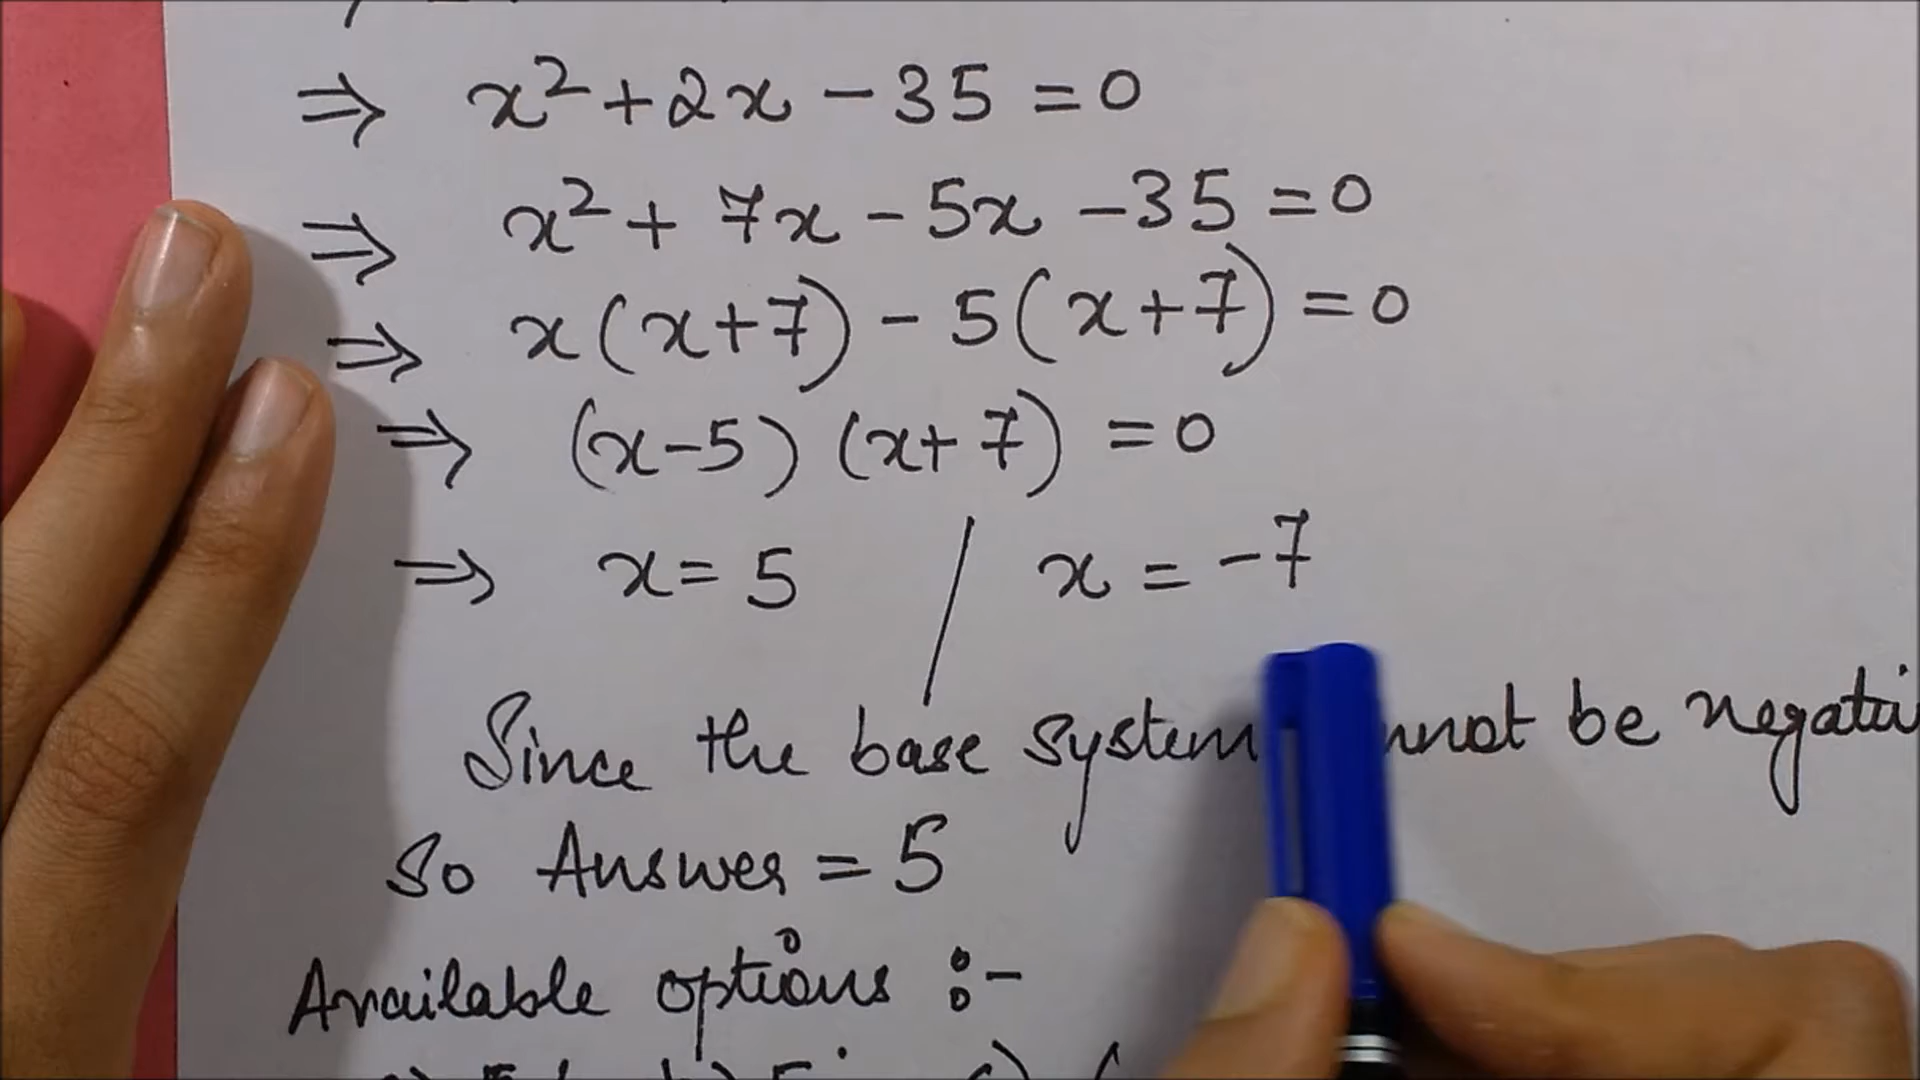 ⇒ x² + 2x - 35 = 0
⇒ x² + 7x - 5x - 35 = 0
⇒ x(x+7) - 5(x+7) = 0
⇒ (x-5) (x+7) = 0
⇒ x = 5 / x = -7
Since the base system be
So Answer = 5
Available options :-